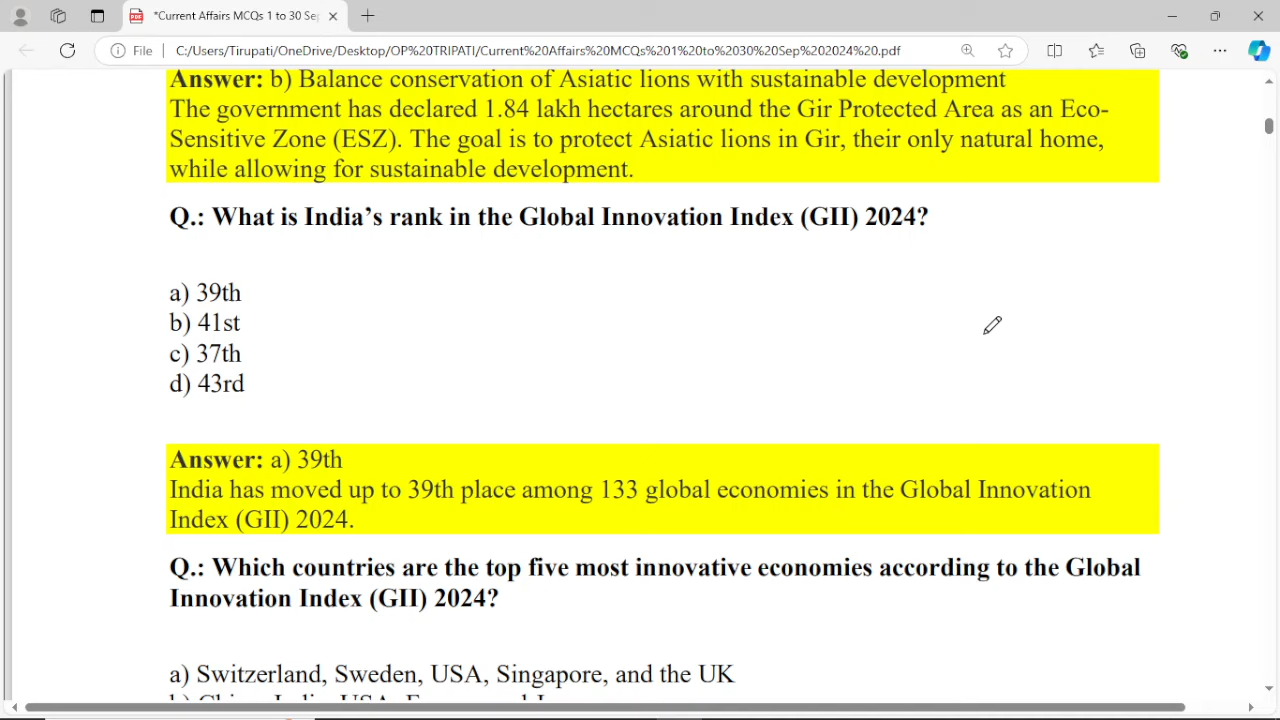 *Current Affairs MCQs 1 to 30 Sep
File
C:/Users/Tirupati/OneDrive/Desktop/OP%20TRIPATI/Current%20Affairs%20MCQs%201%20to%2030%20Sep%202024%20.pdf
Answer: b) Balance conservation of Asiatic lions with sustainable development
The government has declared 1.84 lakh hectares around the Gir Protected Area as an Eco-
Sensitive Zone (ESZ). The goal is to protect Asiatic lions in Gir, their only natural home,
while allowing for sustainable development.
Q.: What is India’s rank in the Global Innovation Index (GII) 2024?
a) 39th
b) 41st
c) 37th
d) 43rd
Answer: a) 39th
India has moved up to 39th place among 133 global economies in the Global Innovation
Index (GII) 2024.
Q.: Which countries are the top five most innovative economies according to the Global
Innovation Index (GII) 2024?
a) Switzerland, Sweden, USA, Singapore, and the UK